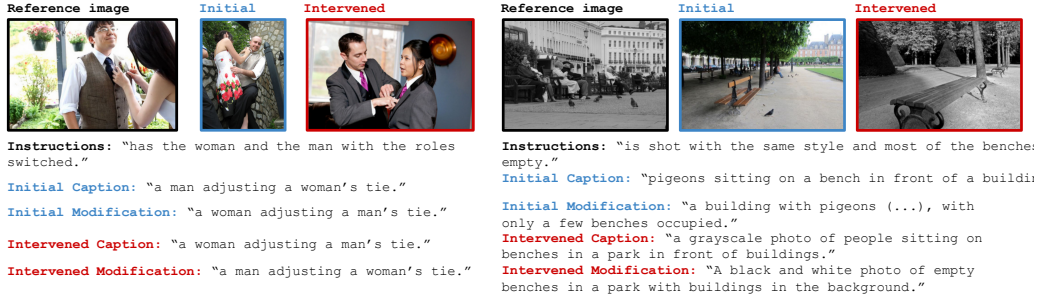 Reference image
Initial
Intervened
Instructions: “has the woman and the man with the roles
switched.”
Initial Caption: “a man adjusting a woman’s tie.”
Initial Modification: “a woman adjusting a man’s tie.”
Intervened Caption: “a woman adjusting a man’s tie.”
Intervened Modification: “a man adjusting a woman’s tie.”
Reference image
Initial
Intervened
Instructions: “is shot with the same style and most of the benches
empty.”
Initial Caption: “pigeons sitting on a bench in front of a
Initial Modification: “a building with pigeons (...), with
only a few benches occupied.”
Intervened Caption: “a grayscale photo of people sitting on
benches in a park in front of buildings.”
Intervened Modification: “A black and white photo of empty
benches in a park with buildings in the background.”